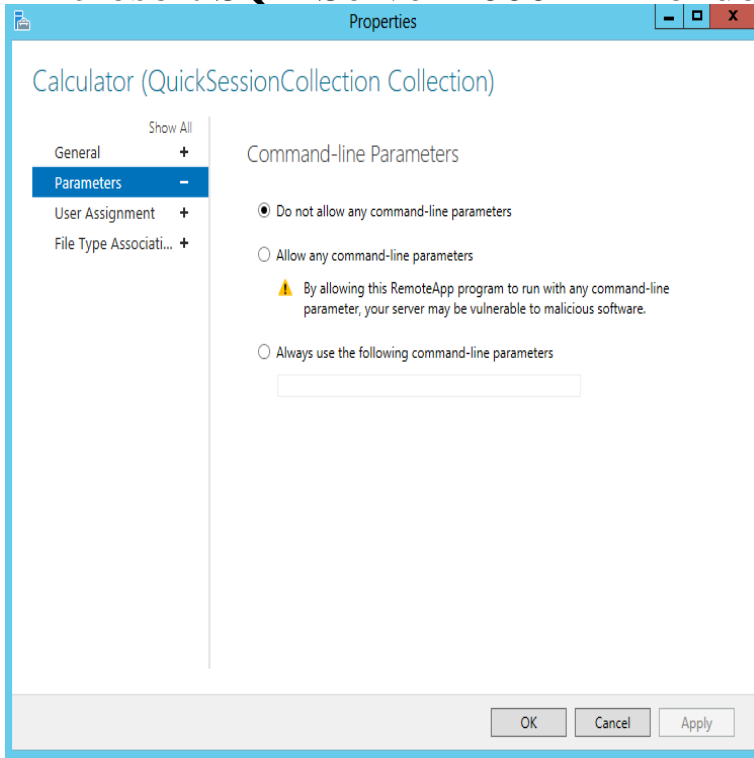 Properties
Calculator (QuickSessionCollection Collection)
Show All
General +
Parameters –
User Assignment +
File Type Associati... +
Command-line Parameters
Do not allow any command-line parameters
Allow any command-line parameters
By allowing this RemoteApp program to run with any command-line
parameter, your server may be vulnerable to malicious software.
Always use the following command-line parameters
OK Cancel Apply